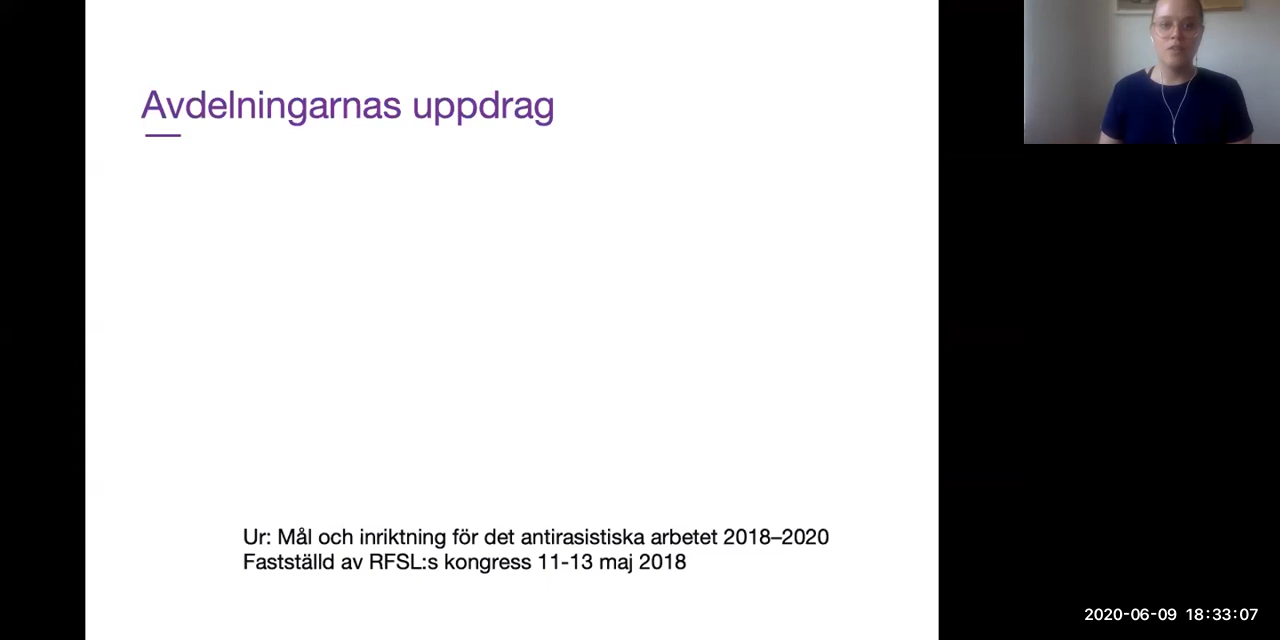 Avdelningarnas uppdrag
Ur: Mål och inriktning för det antirasistiska arbetet 2018–2020
Fastställd av RFSL:s kongress 11-13 maj 2018
2020-06-09 18:33:07